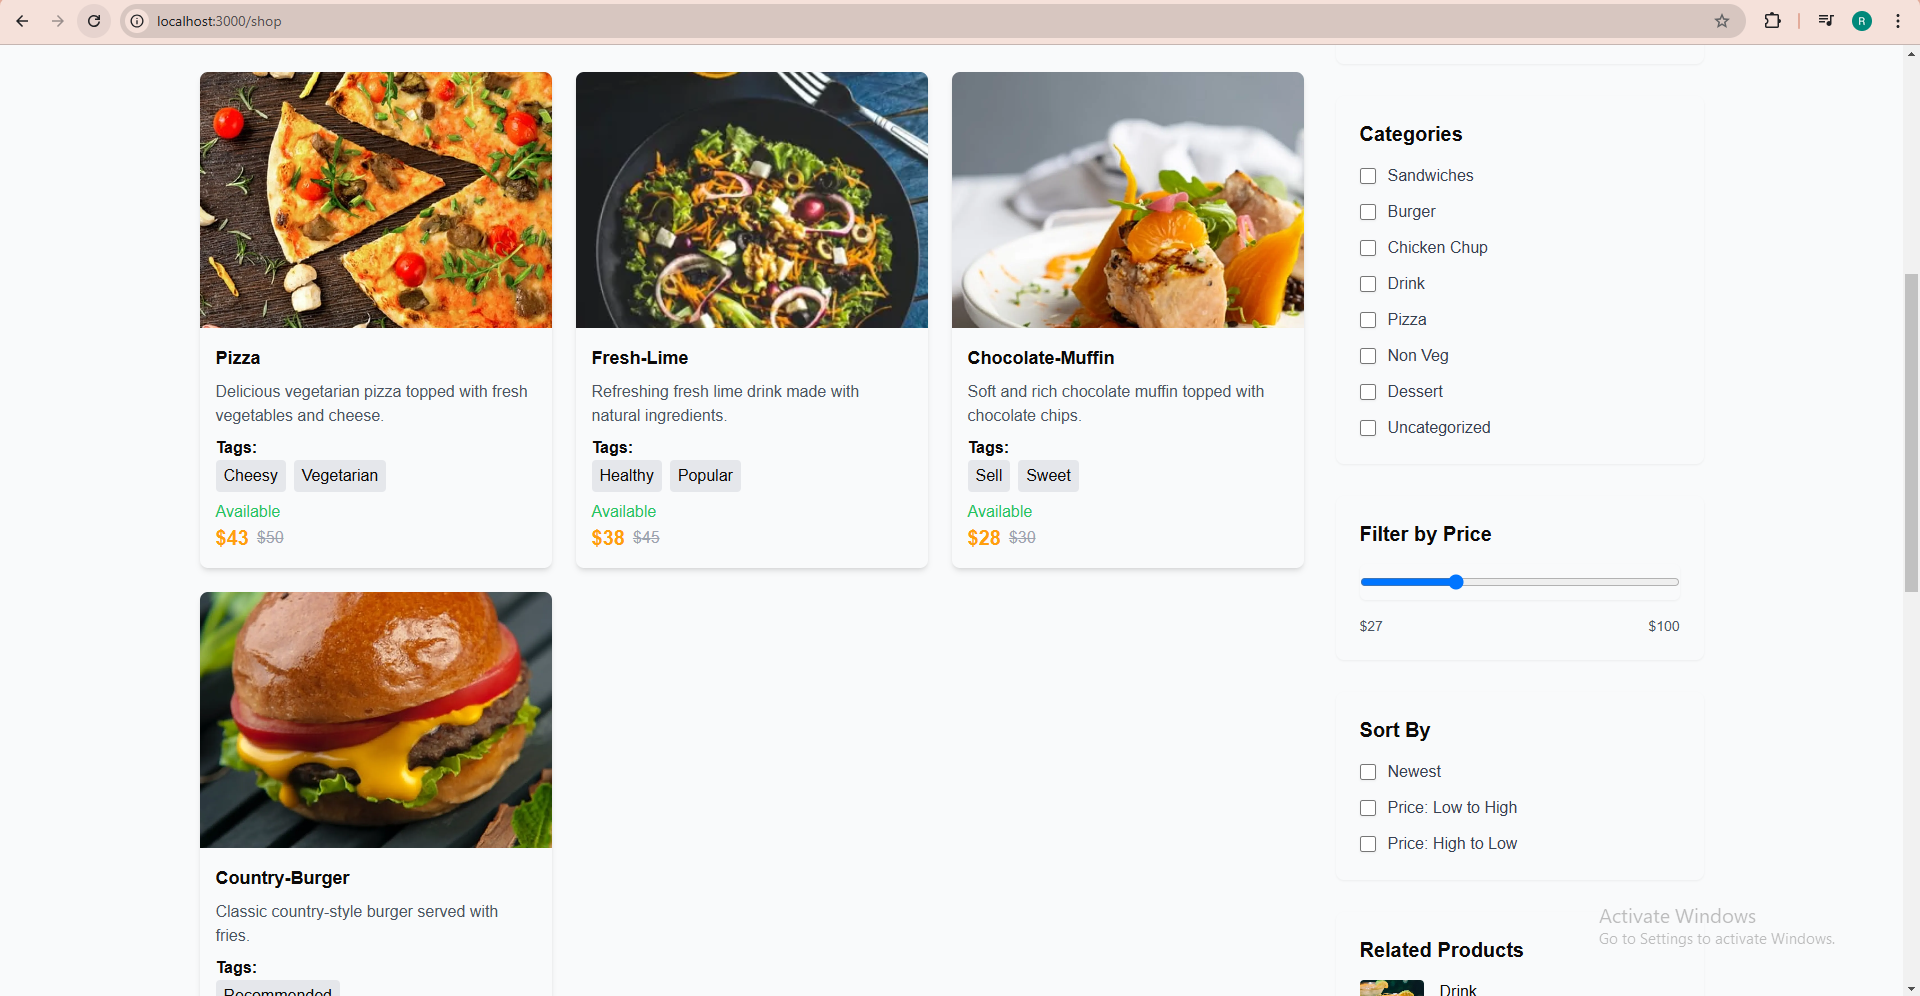 localhost:3000/shop
R
Pizza
Delicious vegetarian pizza topped with fresh
vegetables and cheese.
Tags:
Cheesy Vegetarian
Available
$43 $50
Fresh-Lime
Refreshing fresh lime drink made with
natural ingredients.
Tags:
Healthy Popular
Available
$38 $45
Chocolate-Muffin
Soft and rich chocolate muffin topped with
chocolate chips.
Tags:
Sell Sweet
Available
$28 $30
Country-Burger
Classic country-style burger served with
fries.
Tags:
Recommended
Categories
Sandwiches
Burger
Chicken Chup
Drink
Pizza
Non Veg
Dessert
Uncategorized
Filter by Price
$27 $100
Sort By
Newest
Price: Low to High
Price: High to Low
Related Products
Drink
Activate Windows
Go to Settings to activate Windows.